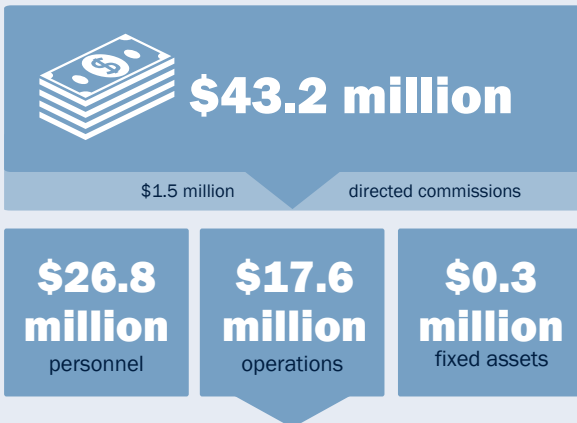 $43.2 million
$1.5 million directed commissions
$26.8
million
personnel
$17.6
million
operations
$0.3
million
fixed assets